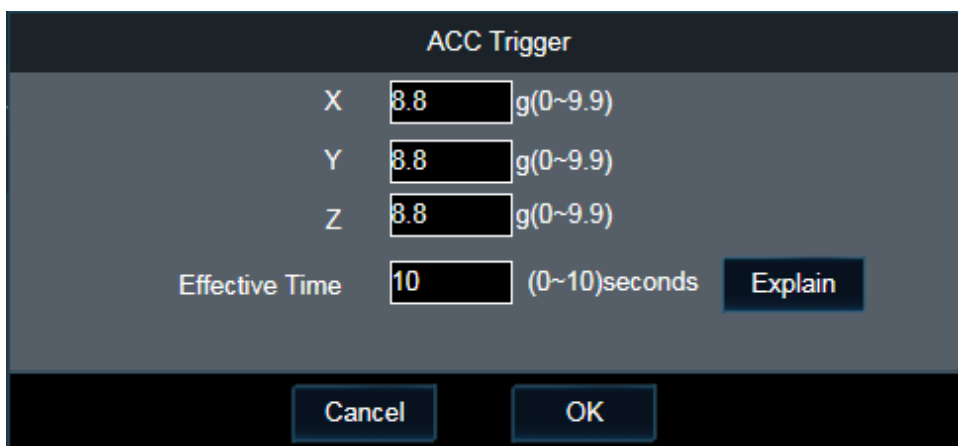 ACC Trigger
X 8.8 g(0~9.9)
Y 8.8 g(0~9.9)
Z 8.8 g(0~9.9)
Effective Time 10 (0~10)seconds Explain
Cancel OK